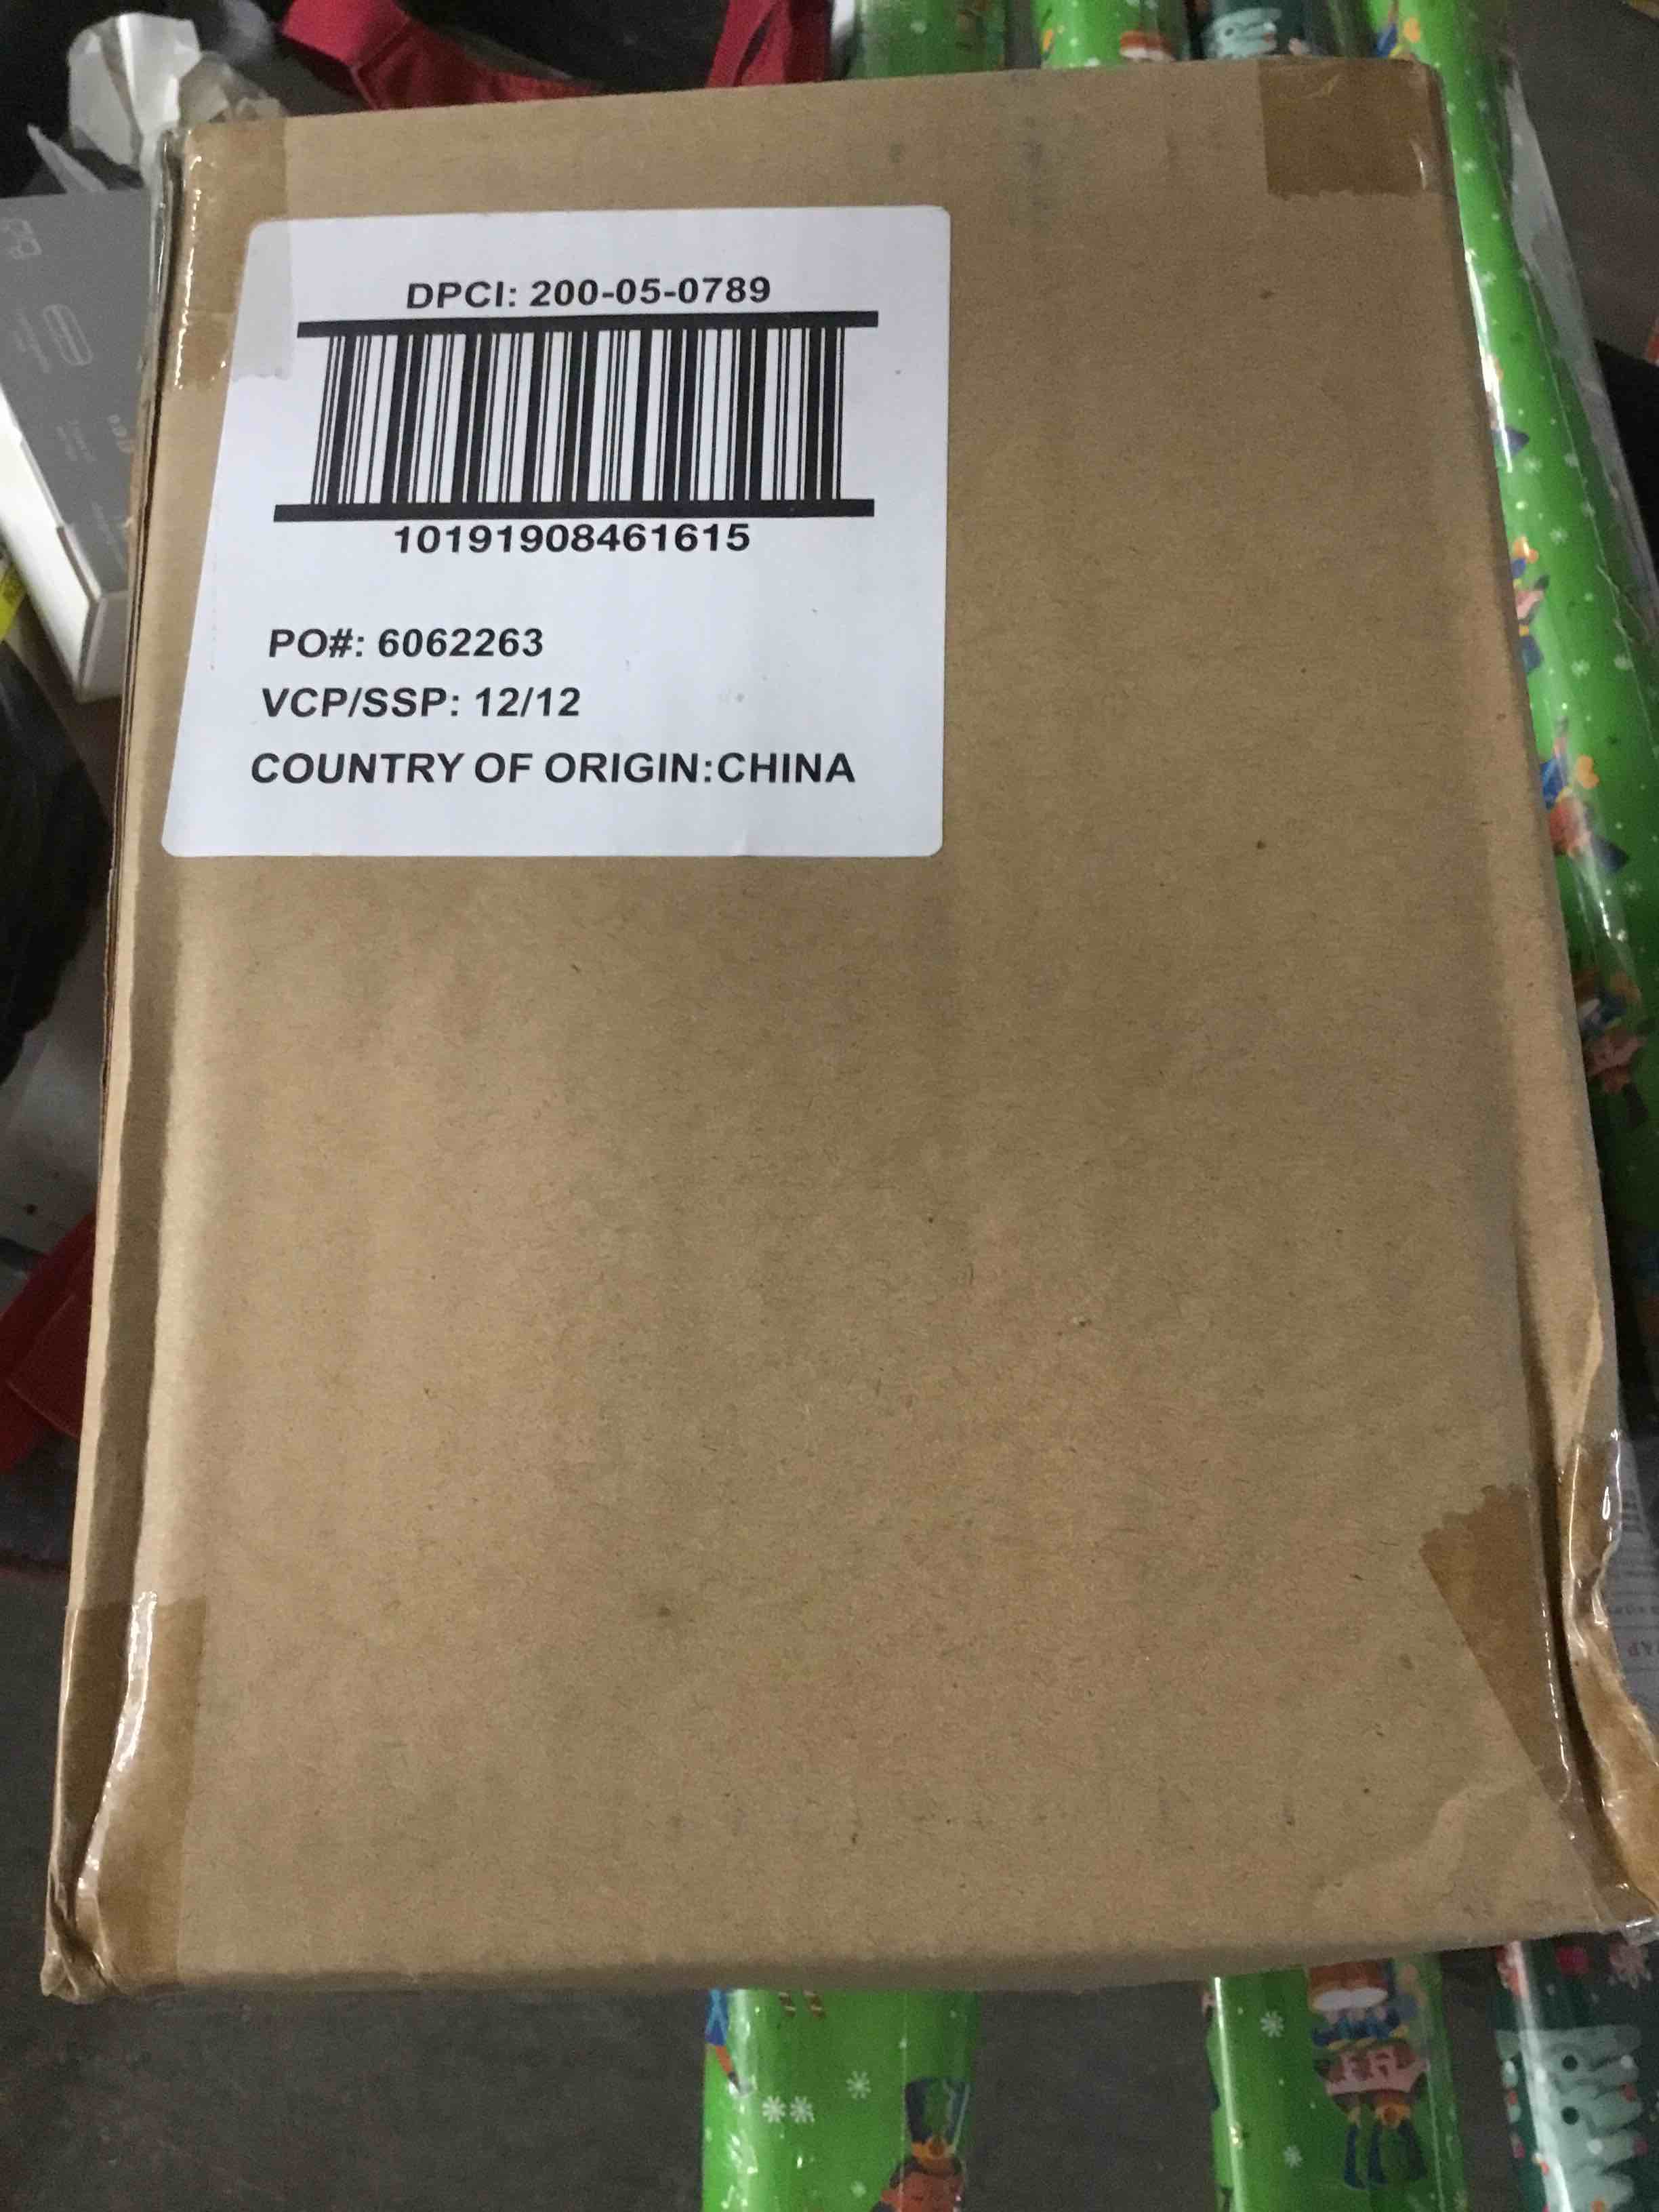 DPCI: 200-05-0789
10191908461615
PO#: 6062263
VCP/SSP: 12/12
COUNTRY OF ORIGIN:CHINA